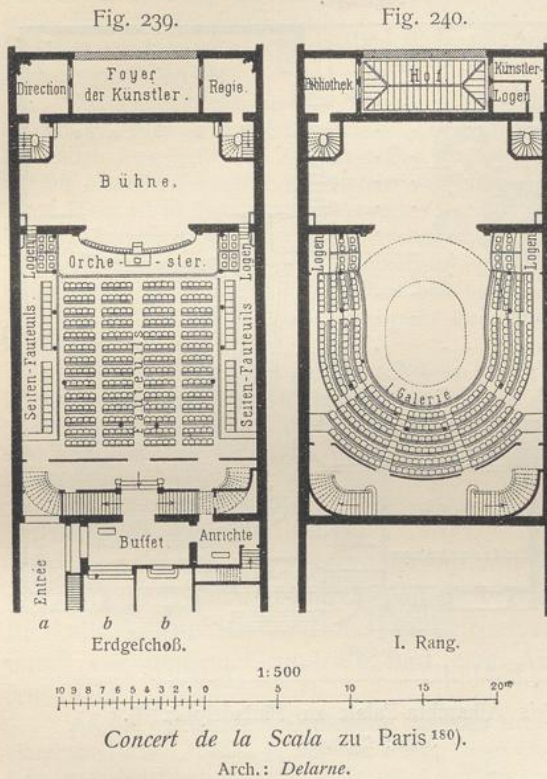 Fig. 239.
Direction
Foyer
der Künstler.
Regie.
Bühne.
Logen
Orche- ster.
Logen
Seiten-Fauteuils.
Fauteuils
Seiten-Fauteuils
Buffet.
Anrichte
Entrée
a b b
Erdgeſchoß.
Fig. 240.
Bibliothek.
Hof.
Künstler-
Logen
Logen
Logen
I. Galerie
I. Rang.
1:500
10 9 8 7 6 5 4 3 2 1 0 5 10 15 20m
Concert de la Scala zu Paris 180).
Arch.: Delarne.